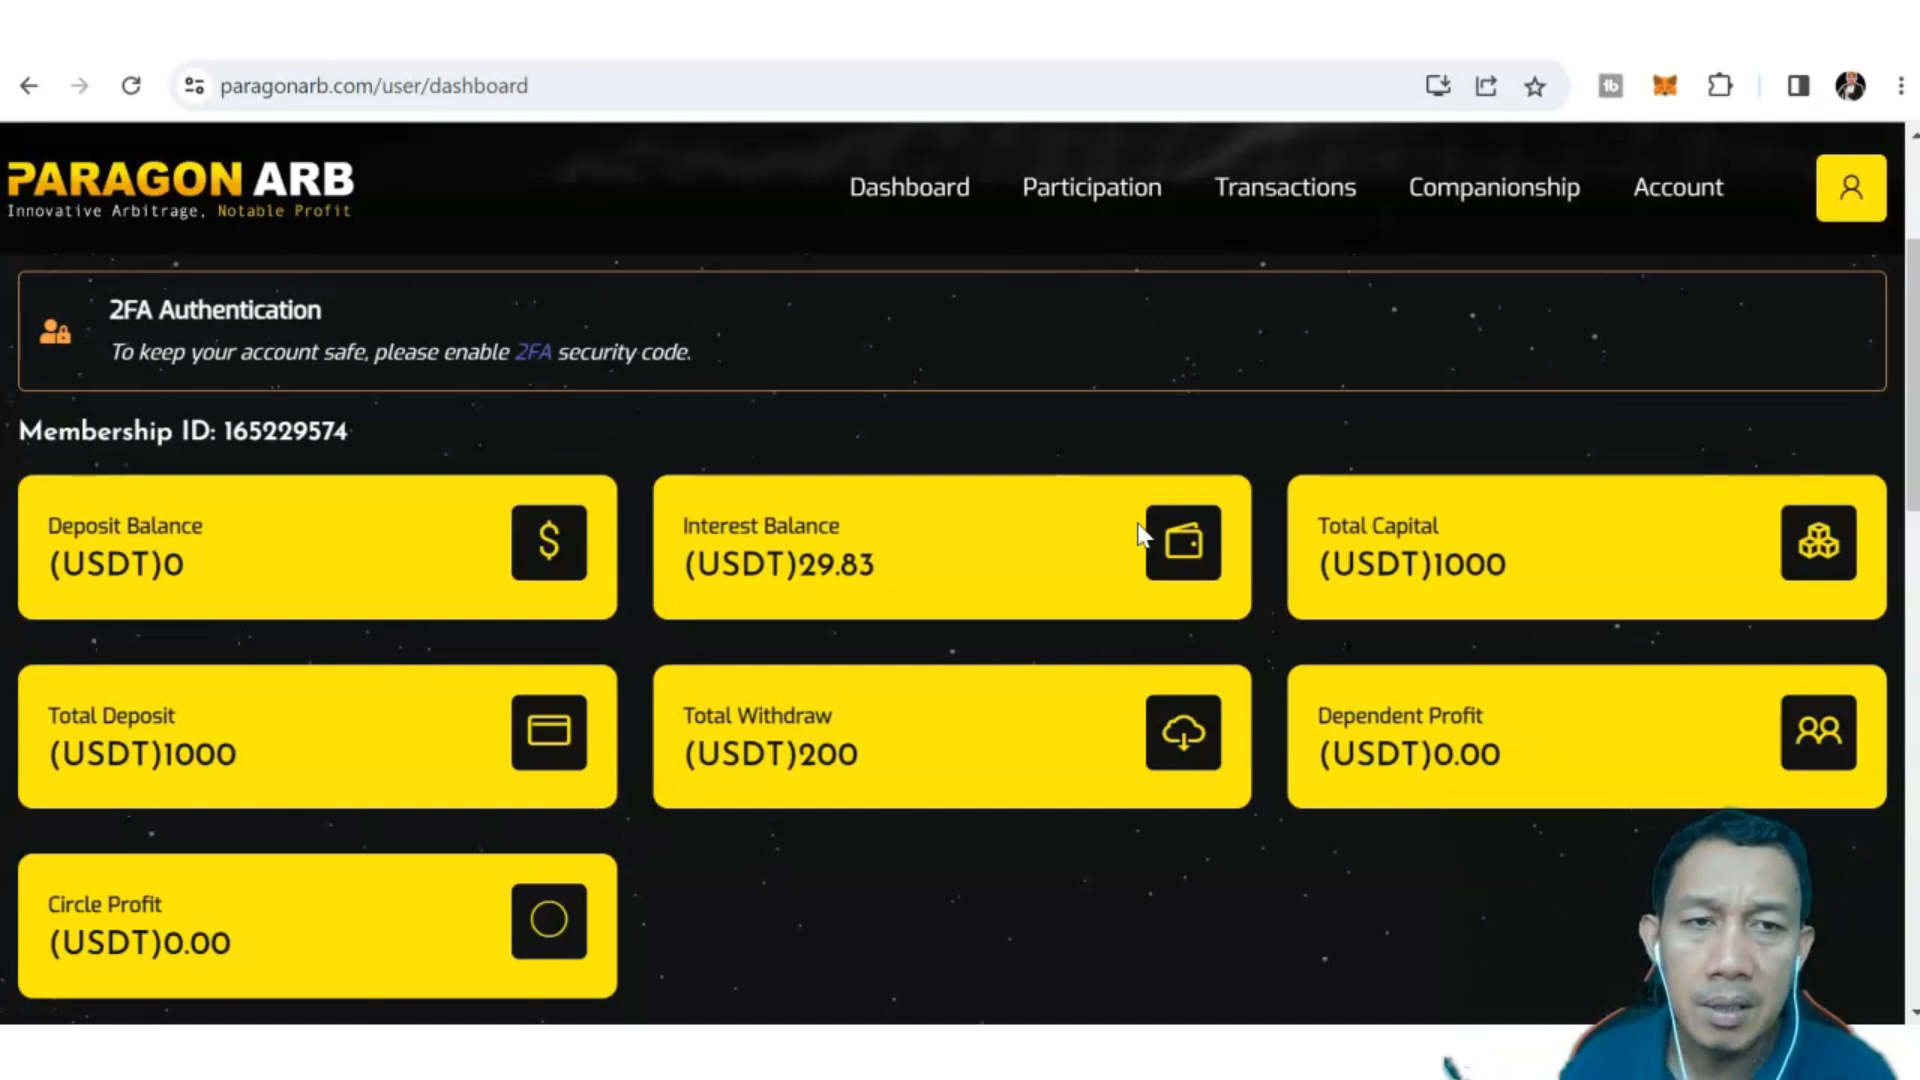 paragonarb.com/user/dashboard
PARAGON ARB
Innovative Arbitrage, Notable Profit
Dashboard
Participation
Transactions
Companionship
Account
2FA Authentication
To keep your account safe, please enable 2FA security code.
Membership ID: 165229574
Deposit Balance
(USDT)0
Interest Balance
(USDT)29.83
Total Capital
(USDT)1000
Total Deposit
(USDT)1000
Total Withdraw
(USDT)200
Dependent Profit
(USDT)0.00
Circle Profit
(USDT)0.00